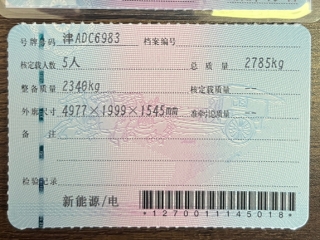 号牌号码 津ADC6983 档案编号
核定载人数 5人 总质量 2785kg
整备质量 2340kg 核定载质量 --
外廓尺寸 4977×1999×1545mm 准牵引总质量 --
备注
检验记录
新能源/电
*1270011145018*